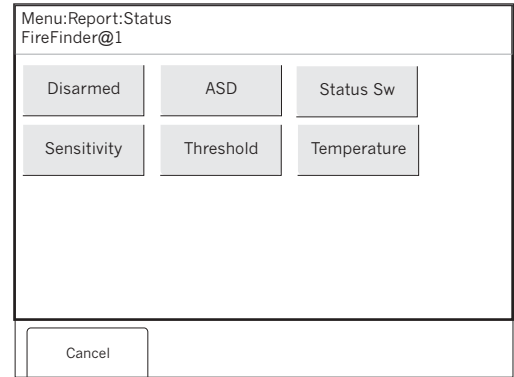 Menu:Report:Status
FireFinder@1
Disarmed
ASD
Status Sw
Sensitivity
Threshold
Temperature
Cancel